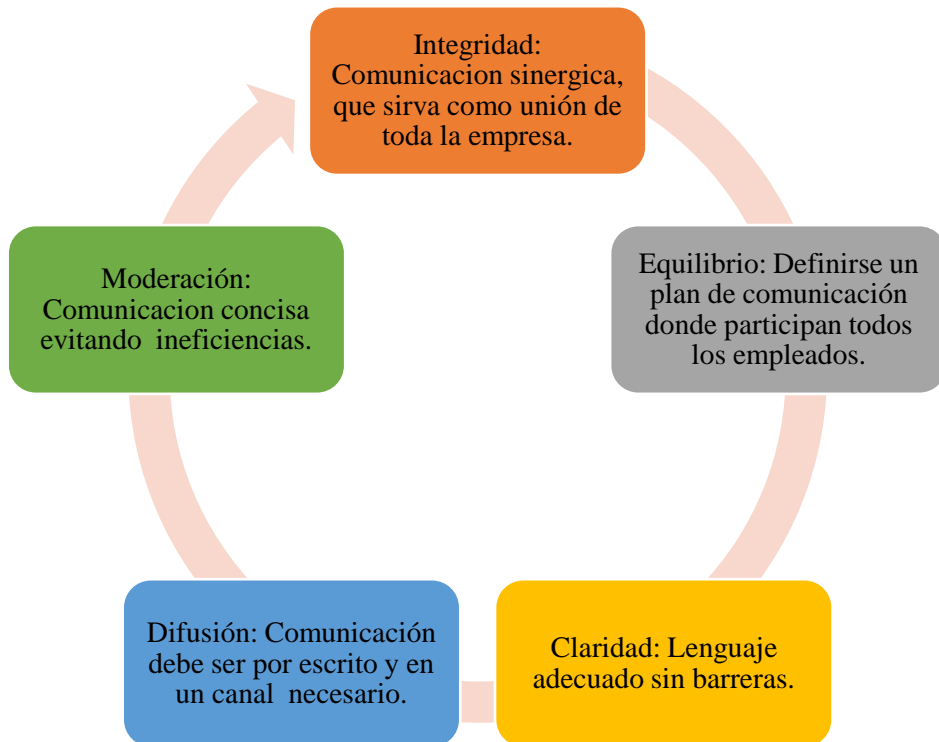 Integridad:
Comunicacion sinergica,
que sirva como unión de
toda la empresa.
Equilibrio: Definirse un
plan de comunicación
donde participan todos
los empleados.
Claridad: Lenguaje
adecuado sin barreras.
Difusión: Comunicación
debe ser por escrito y en
un canal  necesario.
Moderación:
Comunicacion concisa
evitando  ineficiencias.